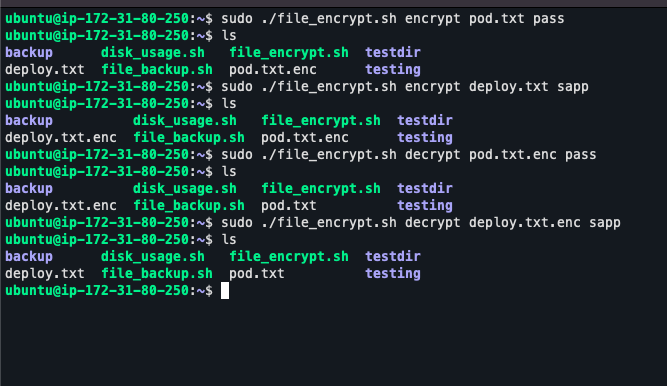 ubuntu@ip-172-31-80-250:~$ sudo ./file_encrypt.sh encrypt pod.txt pass
ubuntu@ip-172-31-80-250:~$ ls
backup      disk_usage.sh   file_encrypt.sh  testdir
deploy.txt  file_backup.sh  pod.txt.enc      testing
ubuntu@ip-172-31-80-250:~$ sudo ./file_encrypt.sh encrypt deploy.txt sapp
ubuntu@ip-172-31-80-250:~$ ls
backup          disk_usage.sh   file_encrypt.sh  testdir
deploy.txt.enc  file_backup.sh  pod.txt.enc      testing
ubuntu@ip-172-31-80-250:~$ sudo ./file_encrypt.sh decrypt pod.txt.enc pass
ubuntu@ip-172-31-80-250:~$ ls
backup          disk_usage.sh   file_encrypt.sh  testdir
deploy.txt.enc  file_backup.sh  pod.txt          testing
ubuntu@ip-172-31-80-250:~$ sudo ./file_encrypt.sh decrypt deploy.txt.enc sapp
ubuntu@ip-172-31-80-250:~$ ls
backup      disk_usage.sh   file_encrypt.sh  testdir
deploy.txt  file_backup.sh  pod.txt          testing
ubuntu@ip-172-31-80-250:~$